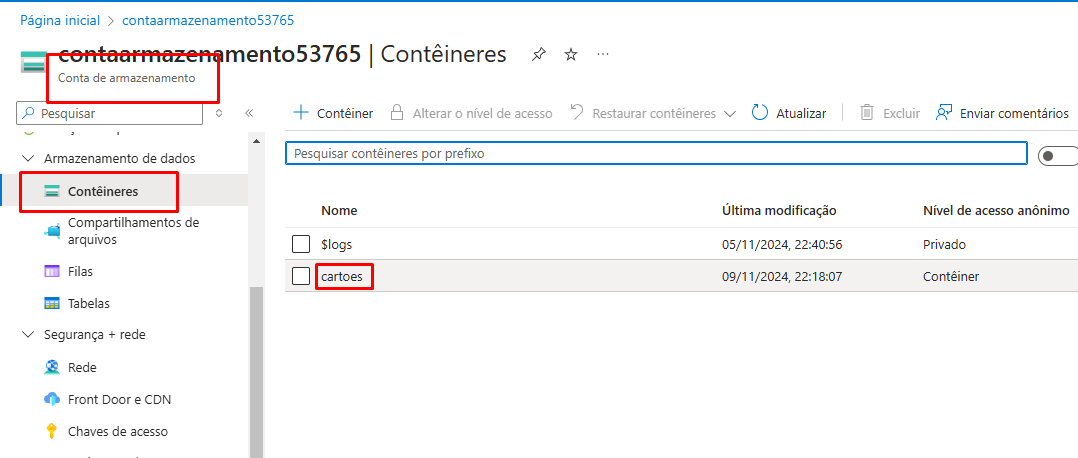 Página inicial > contaarmazenamento53765
contaarmazenamento53765 | Contêineres
Conta de armazenamento
Pesquisar
Armazenamento de dados
Contêineres
Compartilhamentos de
arquivos
Filas
Tabelas
Segurança + rede
Rede
Front Door e CDN
Chaves de acesso
Contêiner Alterar o nível de acesso Restaurar contêineres Atualizar Excluir Enviar comentários
Pesquisar contêineres por prefixo
Nome Última modificação Nível de acesso anônimo
$logs 05/11/2024, 22:40:56 Privado
cartoes 09/11/2024, 22:18:07 Contêiner